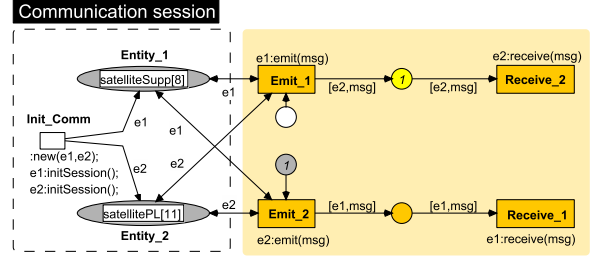 Communication session
Entity_1
satelliteSupp[8]
e1
e1:emit(msg)
Emit_1
[e2,msg]
1
[e2,msg]
e2:receive(msg)
Receive_2
Init_Comm
:new(e1,e2);
e1:initSession();
e2:initSession();
e1
e1
e2
e2
1
satellitePL[11]
Entity_2
e2
Emit_2
e2:emit(msg)
[e1,msg]
[e1,msg]
Receive_1
e1:receive(msg)